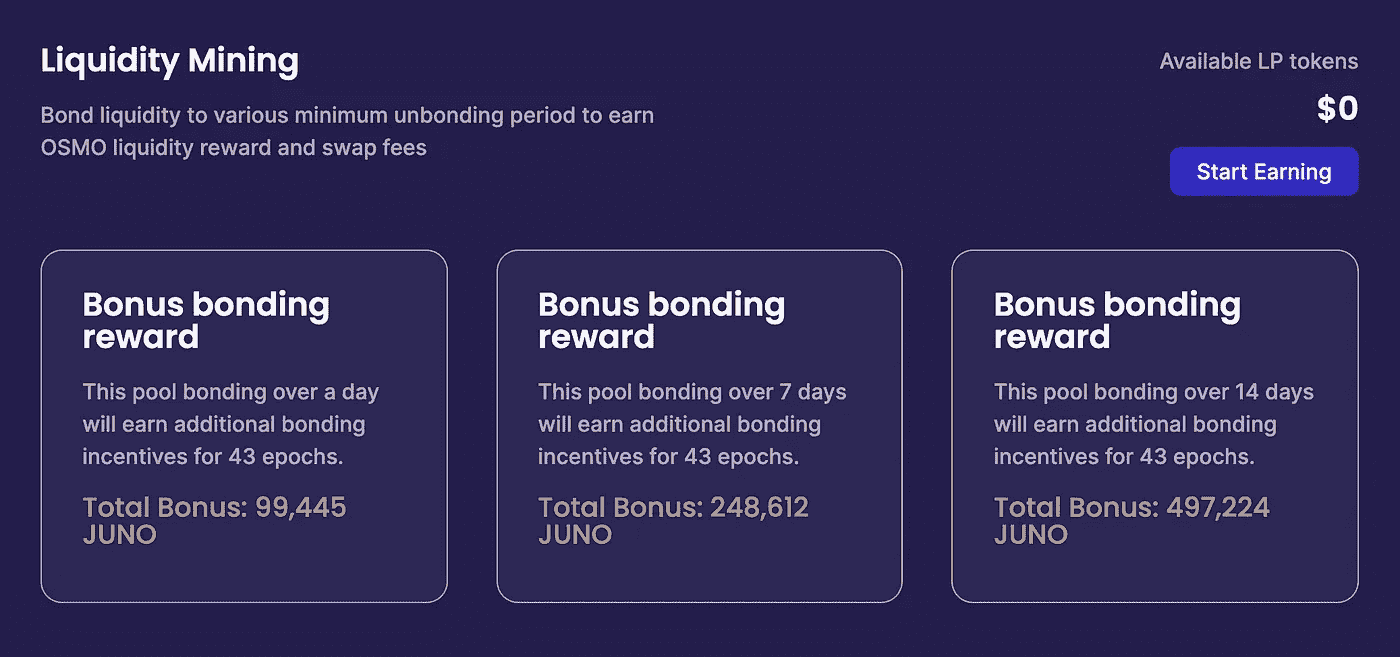 Liquidity Mining
Bond liquidity to various minimum unbonding period to earn
OSMO liquidity reward and swap fees
Available LP tokens
$0
Start Earning
Bonus bonding
reward
This pool bonding over a day
will earn additional bonding
incentives for 43 epochs.
Total Bonus: 99,445
JUNO
Bonus bonding
reward
This pool bonding over 7 days
will earn additional bonding
incentives for 43 epochs.
Total Bonus: 248,612
JUNO
Bonus bonding
reward
This pool bonding over 14 days
will earn additional bonding
incentives for 43 epochs.
Total Bonus: 497,224
JUNO